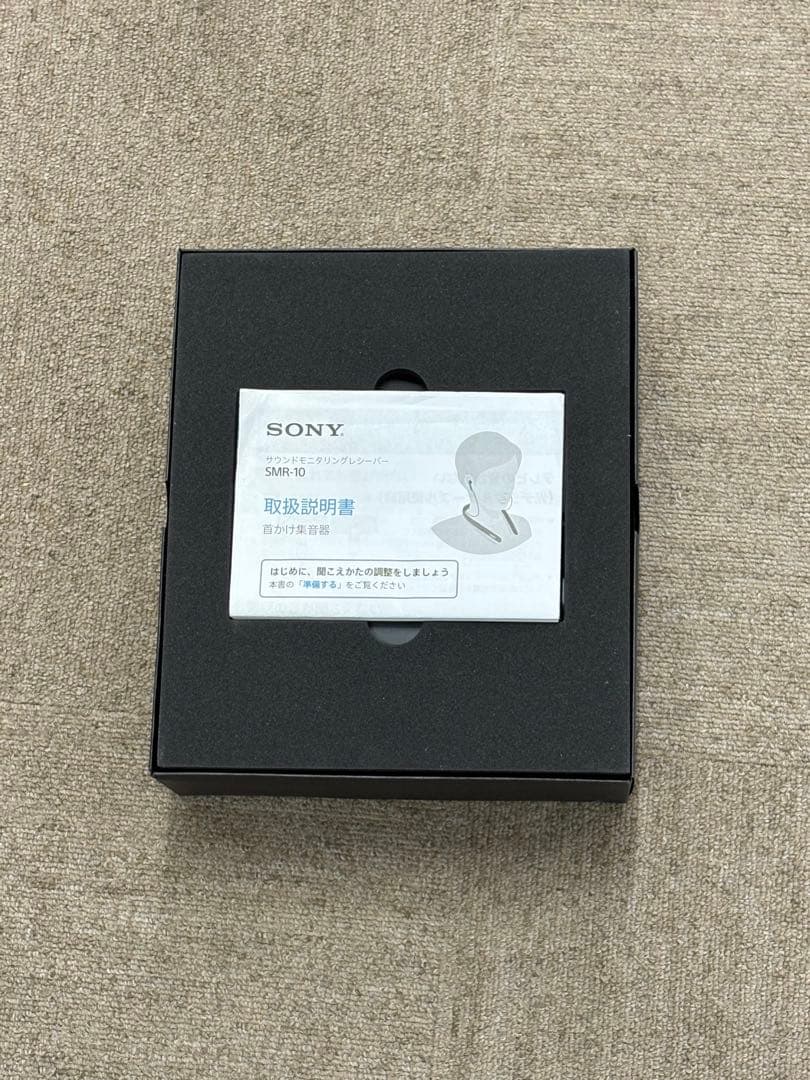 SONY
サウンドモニタリングレシーバー
SMR-10
取扱説明書
首かけ集音器
はじめに、聞こえかたの調整をしましょう
本書の「準備する」をご覧ください